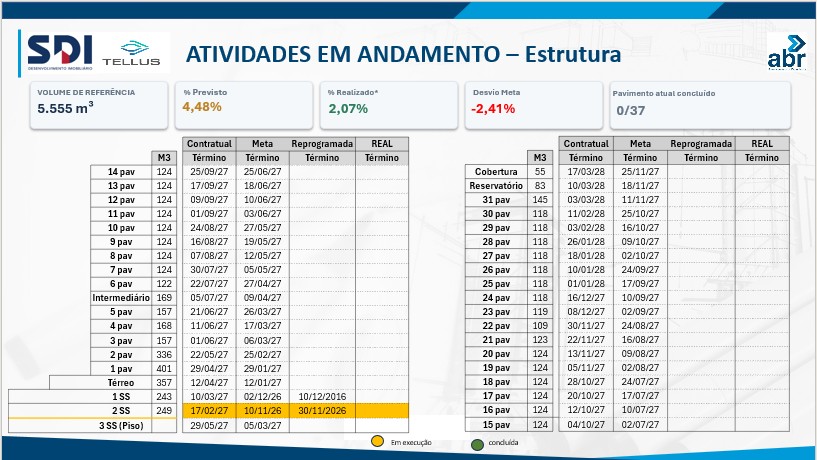 SDI
DESENVOLVIMENTO IMOBILIÁRIO
TELLUS
ATIVIDADES EM ANDAMENTO – Estrutura
abr
VOLUME DE REFERÊNCIA
5.555 m³
% Previsto
4,48%
% Realizado*
2,07%
Desvio Meta
-2,41%
Pavimento atual concluído
0/37
Contratual Meta Reprogramada REAL
M3 Término Término Término Término
14 pav 124 25/09/27 25/06/27
13 pav 124 17/09/27 18/06/27
12 pav 124 09/09/27 10/06/27
11 pav 124 01/09/27 03/06/27
10 pav 124 24/08/27 27/05/27
9 pav 124 16/08/27 19/05/27
8 pav 124 07/08/27 12/05/27
7 pav 124 30/07/27 05/05/27
6 pav 122 22/07/27 27/04/27
Intermediário 169 05/07/27 09/04/27
5 pav 157 21/06/27 26/03/27
4 pav 168 11/06/27 17/03/27
3 pav 157 01/06/27 06/03/27
2 pav 336 22/05/27 25/02/27
1 pav 401 29/04/27 29/01/27
Térreo 357 12/04/27 12/01/27
1 SS 243 10/03/27 02/12/26 10/12/2016
2 SS 249 17/02/27 10/11/26 30/11/2026
3 SS (Piso) 29/05/27 05/03/27
Contratual Meta Reprogramada REAL
M3 Término Término Término Término
Cobertura 55 17/03/28 25/11/27
Reservatório 83 10/03/28 18/11/27
31 pav 145 03/03/28 11/11/27
30 pav 118 11/02/28 25/10/27
29 pav 118 03/02/28 16/10/27
28 pav 118 26/01/28 09/10/27
27 pav 118 18/01/28 02/10/27
26 pav 118 10/01/28 24/09/27
25 pav 118 01/01/28 17/09/27
24 pav 118 16/12/27 10/09/27
23 pav 119 08/12/27 02/09/27
22 pav 109 30/11/27 24/08/27
21 pav 123 22/11/27 16/08/27
20 pav 124 13/11/27 09/08/27
19 pav 124 05/11/27 02/08/27
18 pav 124 28/10/27 24/07/27
17 pav 124 20/10/27 17/07/27
16 pav 124 12/10/27 10/07/27
15 pav 124 04/10/27 02/07/27
Em execução
concluída